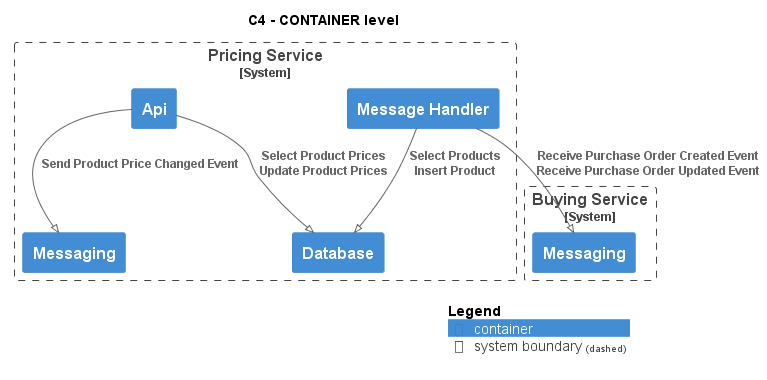 C4 - CONTAINER level
Pricing Service
[System]
Api
Message Handler
Send Product Price Changed Event
Select Product Prices
Update Product Prices
Select Products
Insert Product
Receive Purchase Order Created Event
Receive Purchase Order Updated Event
Buying Service
[System]
Messaging
Database
Messaging
Legend
container
system boundary (dashed)